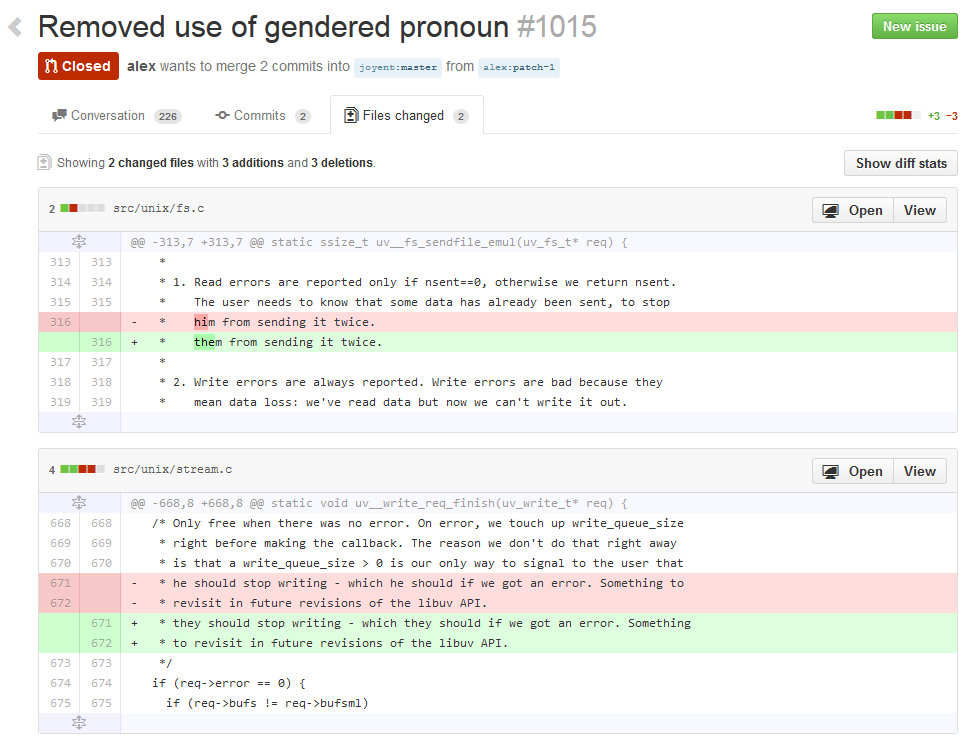 Removed use of gendered pronoun #1015
New issue
Closed alex wants to merge 2 commits into joyent:master from alex:patch-1
Conversation 226 Commits 2 Files changed 2 +3 −3
Showing 2 changed files with 3 additions and 3 deletions.
Show diff stats
2 src/unix/fs.c Open View
@@ -313,7 +313,7 @@ static ssize_t uv__fs_sendfile_emul(uv_fs_t* req) {
313 313 *
314 314 * 1. Read errors are reported only if nsent==0, otherwise we return nsent.
315 315 * The user needs to know that some data has already been sent, to stop
316 - * him from sending it twice.
316 + * them from sending it twice.
317 317 *
318 318 * 2. Write errors are always reported. Write errors are bad because they
319 319 * mean data loss: we've read data but now we can't write it out.
4 src/unix/stream.c Open View
@@ -668,8 +668,8 @@ static void uv__write_req_finish(uv_write_t* req) {
668 668 /* Only free when there was no error. On error, we touch up write_queue_size
669 669 * right before making the callback. The reason we don't do that right away
670 670 * is that a write_queue_size > 0 is our only way to signal to the user that
671 - * he should stop writing - which he should if we got an error. Something to
672 - * revisit in future revisions of the libuv API.
671 + * they should stop writing - which they should if we got an error. Something
672 + * to revisit in future revisions of the libuv API.
673 673 */
674 674 if (req->error == 0) {
675 675 if (req->bufs != req->bufsml)